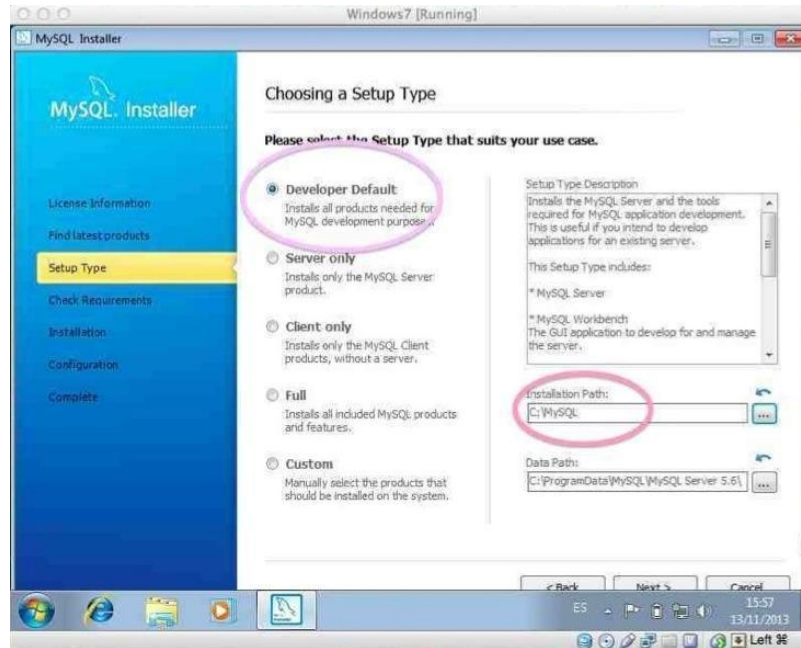 Windows7 [Running]
MySQL Installer
MySQL. Installer
License Information
Find latest products
Setup Type
Check Requirements
Installation
Configuration
Complete
Choosing a Setup Type
Please select the Setup Type that suits your use case.
Developer Default
Installs all products needed for
MySQL development purpose..
Server only
Installs only the MySQL Server
product.
Client only
Installs only the MySQL Client
products, without a server.
Full
Installs all included MySQL products
and features.
Custom
Manually select the products that
should be installed on the system.
Setup Type Description
Installs the MySQL Server and the tools
required for MySQL application development.
This is useful if you intend to develop
applications for an existing server.
This Setup Type includes:
* MySQL Server
* MySQL Workbench
The GUI application to develop for and manage
the server.
Installation Path:
C:\MySQL
...
Data Path:
C:\ProgramData\MySQL\MySQL Server 5.6\
...
< Back
Next >
Cancel
ES
15:57
13/11/2013
Left ⌘